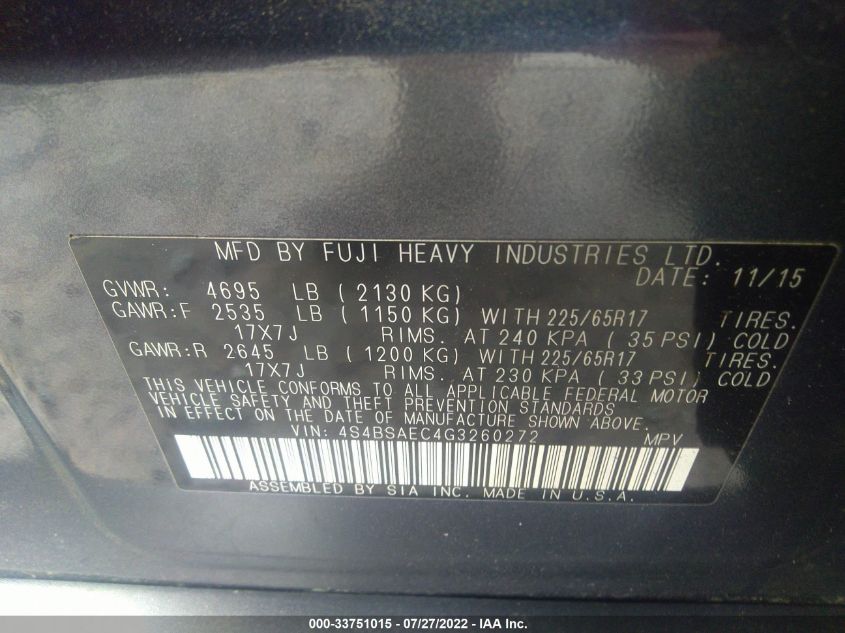 MFD BY FUJI HEAVY INDUSTRIES LTD.
DATE: 11/15
GVWR: 4695 LB ( 2130 KG)
GAWR:F 2535 LB ( 1150 KG) WITH 225/65R17 TIRES.
17X7J RIMS. AT 240 KPA ( 35 PSI) COLD
GAWR:R 2645 LB ( 1200 KG) WITH 225/65R17 TIRES.
17X7J RIMS. AT 230 KPA ( 33 PSI) COLD
THIS VEHICLE CONFORMS TO ALL APPLICABLE FEDERAL MOTOR
VEHICLE SAFETY AND THEFT PREVENTION STANDARDS
IN EFFECT ON THE DATE OF MANUFACTURE SHOWN ABOVE.
VIN: 4S4BSAEC4G3260272 MPV
ASSEMBLED BY SIA INC. MADE IN U.S.A.
000-33751015 - 07/27/2022 - IAA Inc.